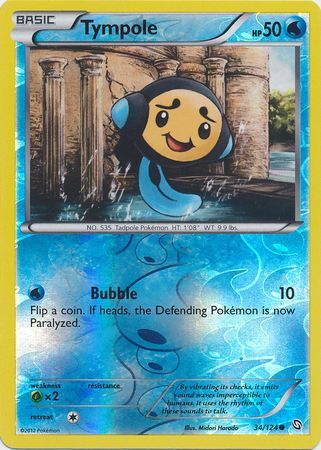 BASIC
Tympole
HP50
NO. 535 Tadpole Pokémon HT: 1'08" WT: 9.9 lbs.
Bubble 10
Flip a coin. If heads, the Defending Pokémon is now
Paralyzed.
weakness
resistance
×2
retreat
By vibrating its cheeks, it emits
sound waves imperceptible to
humans. It uses the rhythm of
these sounds to talk.
©2012 Pokémon
Illus. Midori Harada
34/124